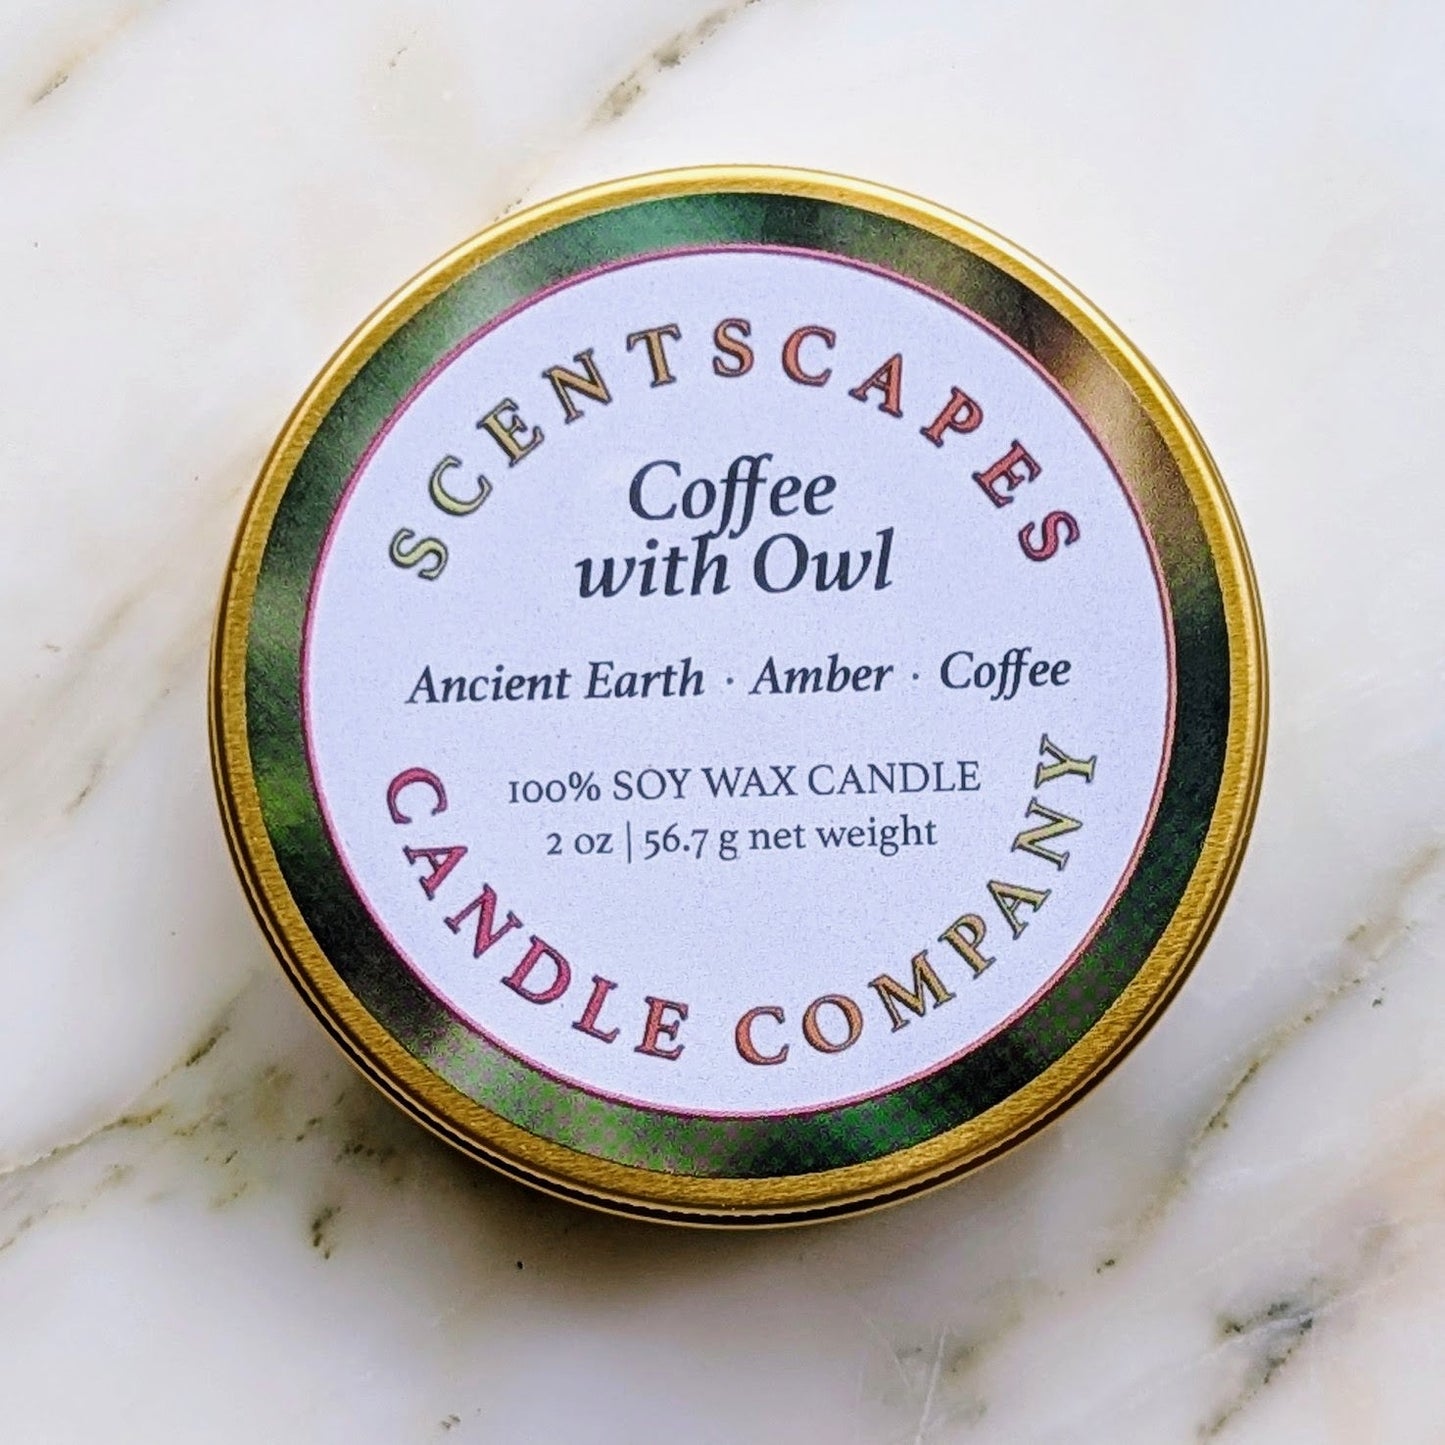 SCENTSCAPES
Coffee
with Owl
Ancient Earth · Amber · Coffee
100% SOY WAX CANDLE
2 oz | 56.7 g net weight
CANDLE COMPANY